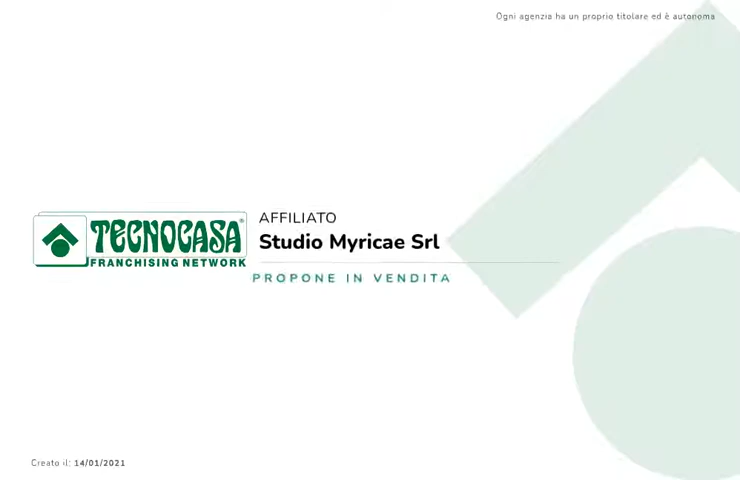 Ogni agenzia ha un proprio titolare ed è autonoma
TECNOCASA®
FRANCHISING NETWORK
AFFILIATO
Studio Myricae Srl
PROPONE IN VENDITA
Creato il: 14/01/2021